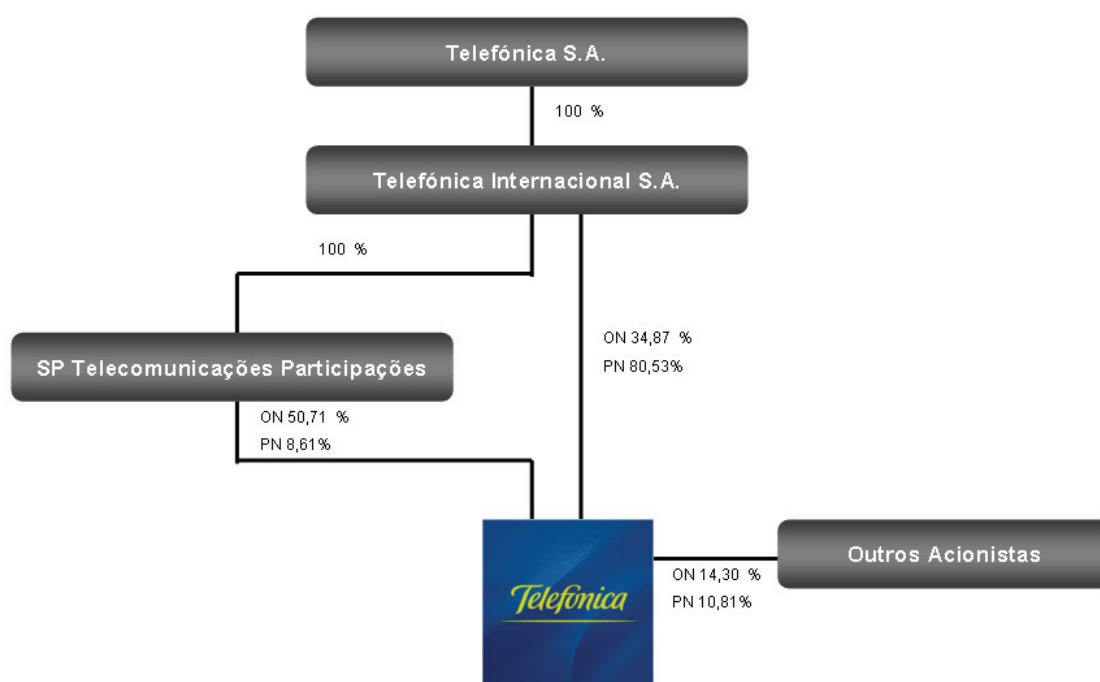 Telefónica S.A.
100 %
Telefónica Internacional S.A.
100 %
ON 34,87 %
PN 80,53%
SP Telecomunicações Participações
ON 50,71 %
PN 8,61%
Outros Acionistas
ON 14,30 %
PN 10,81%
Telefónica